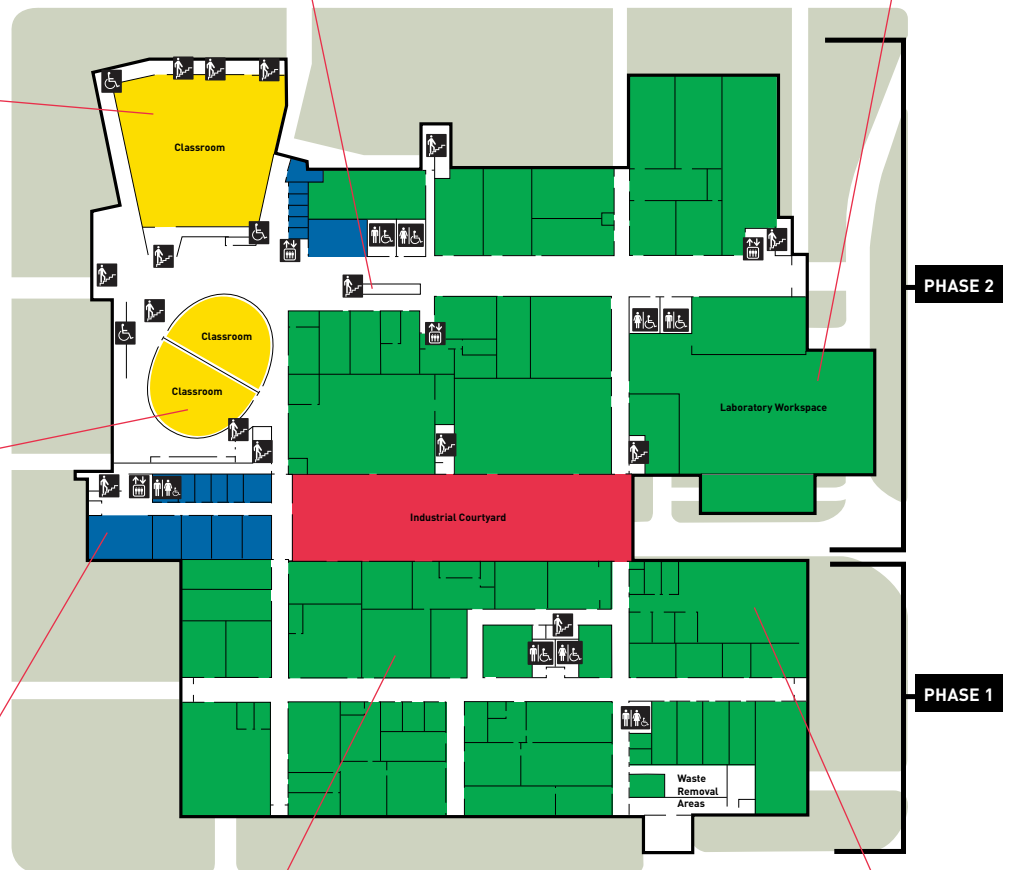 Classroom
PHASE 2
Classroom
Classroom
Laboratory Workspace
Industrial Courtyard
PHASE 1
Waste
Removal
Areas